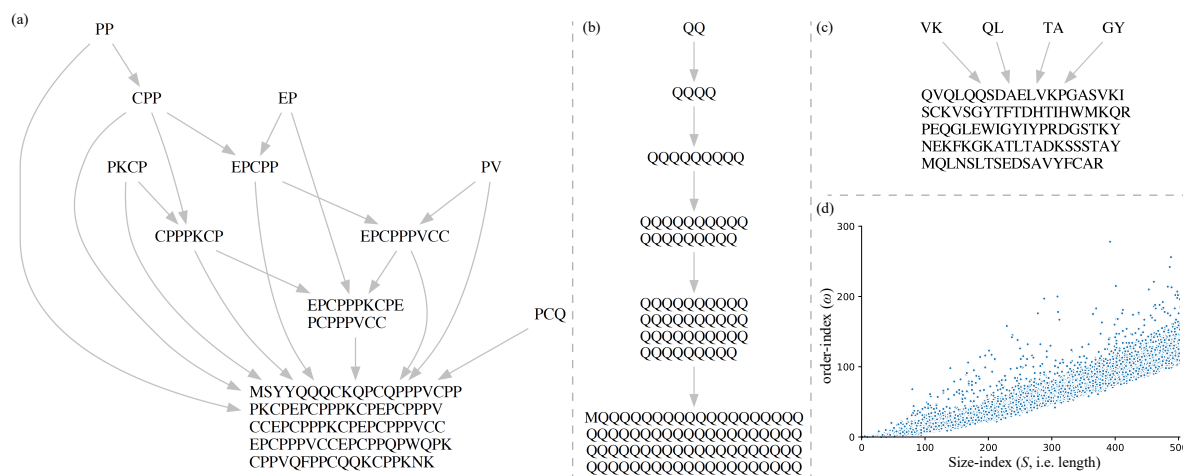 (a)
PP
CPP
EP
PKCP
EPCPP
PV
CPPPKCP
EPCPPPVCC
EPCPPPKCPE
PCPPPVCC
PCQ
MSYYQQQCKQPCQPPPVCPP
PKCPEPCPPPKCPEPCPPPV
CCEPCPPPKCPEPCPPPVCC
EPCPPPVCCEPCPPQPWQPK
CPPVQFPPCQQKCPPKNK
(b)
QQ
QQQQ
QQQQQQQQQ
QQQQQQQQQQ
QQQQQQQQQ
QQQQQQQQQQ
QQQQQQQQQQ
QQQQQQQQQQ
QQQQQQQQQ
MQQQQQQQQQQQQQQQQQQQ
QQQQQQQQQQQQQQQQQQQQ
QQQQQQQQQQQQQQQQQQQQ
QQQQQQQQQQQQQQQQQQQQ
(c)
VK QL TA GY
QVQLQQSDAELVKPGASVKI
SCKVSGYTFTDHTIHWMKQR
PEQGLEWIGYIYPRDGSTKY
NEKFKGKATLTADKSSSTAY
MQLNSLTSEDSAVYFCAR
(d)
300
200
100
0
order-index (ω)
0 100 200 300 400 500
Size-index (S, i.e. length)